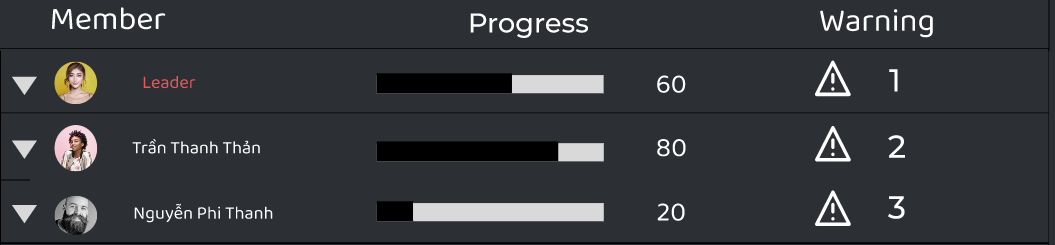 Member Progress Warning
Leader 60 1
Trần Thanh Thản 80 2
Nguyễn Phi Thanh 20 3